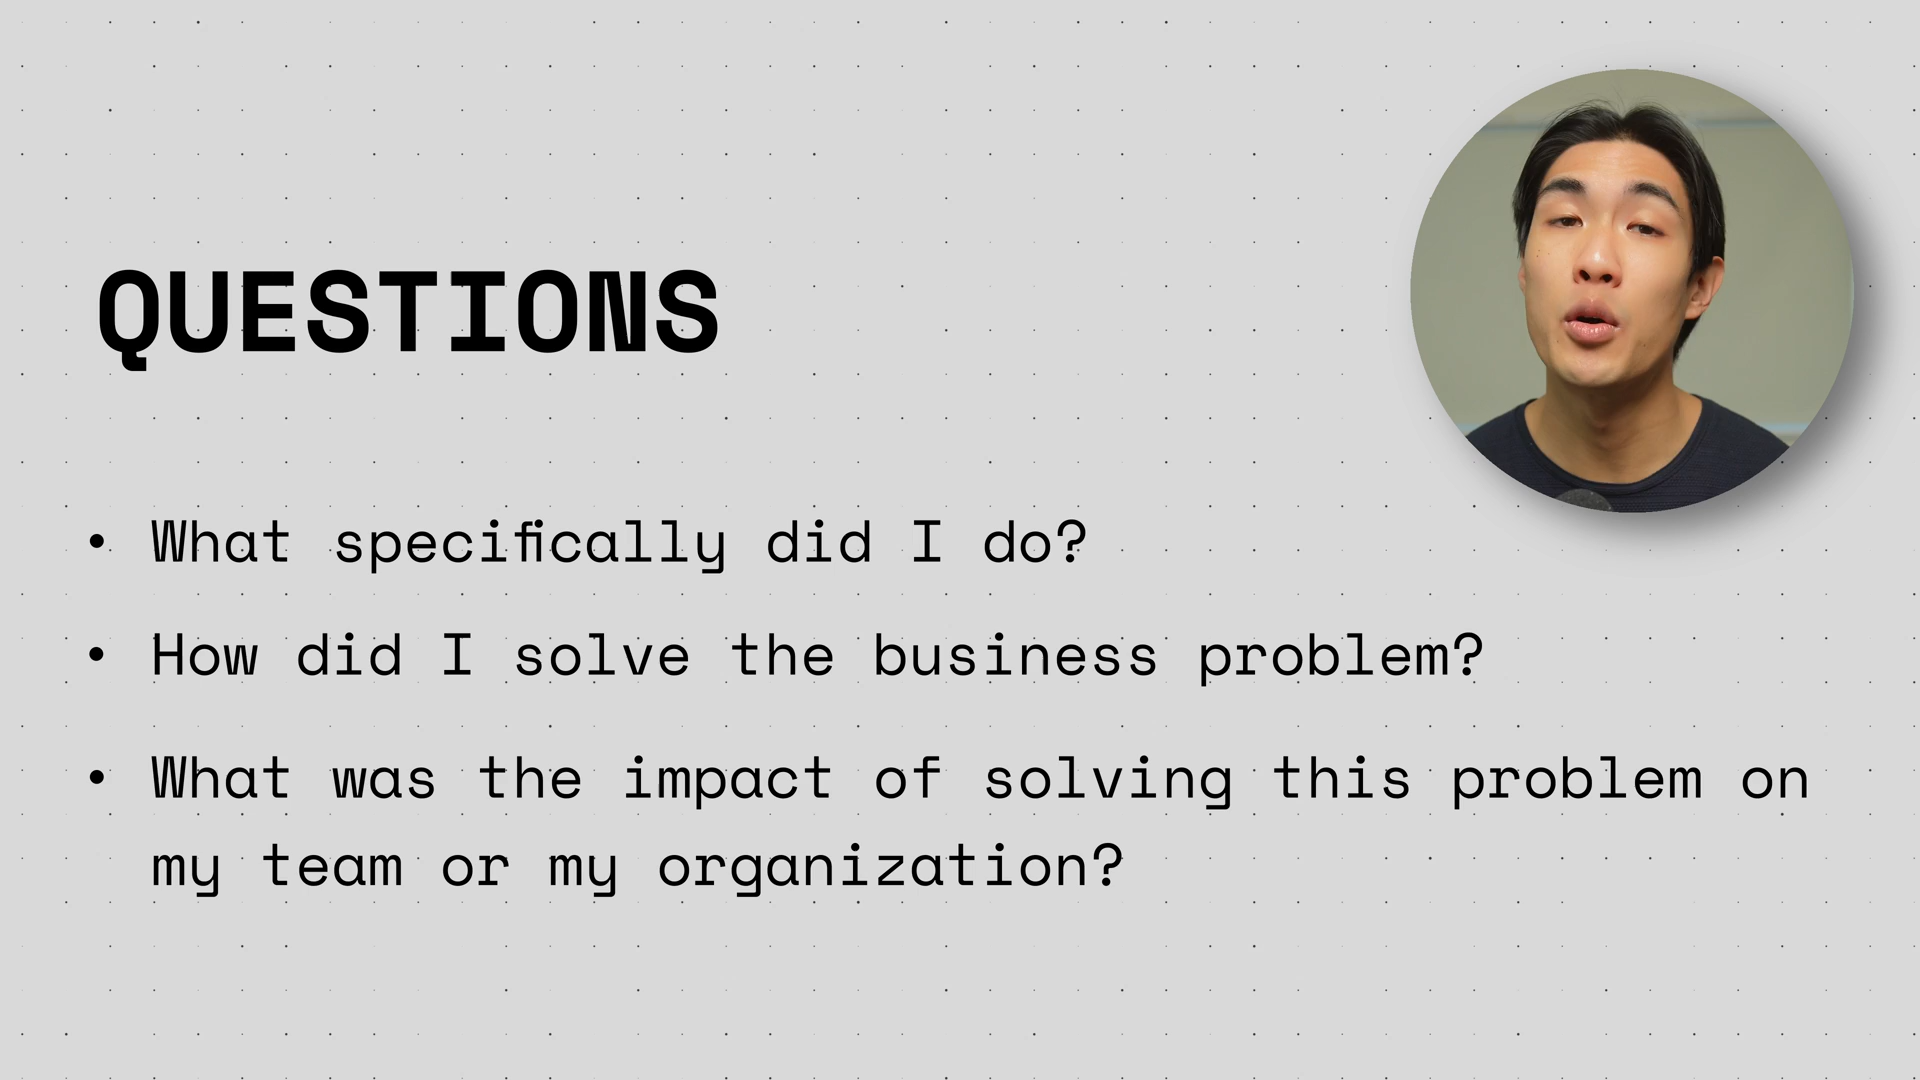 QUESTIONS
• What specifically did I do?
• How did I solve the business problem?
• What was the impact of solving this problem on
my team or my organization?